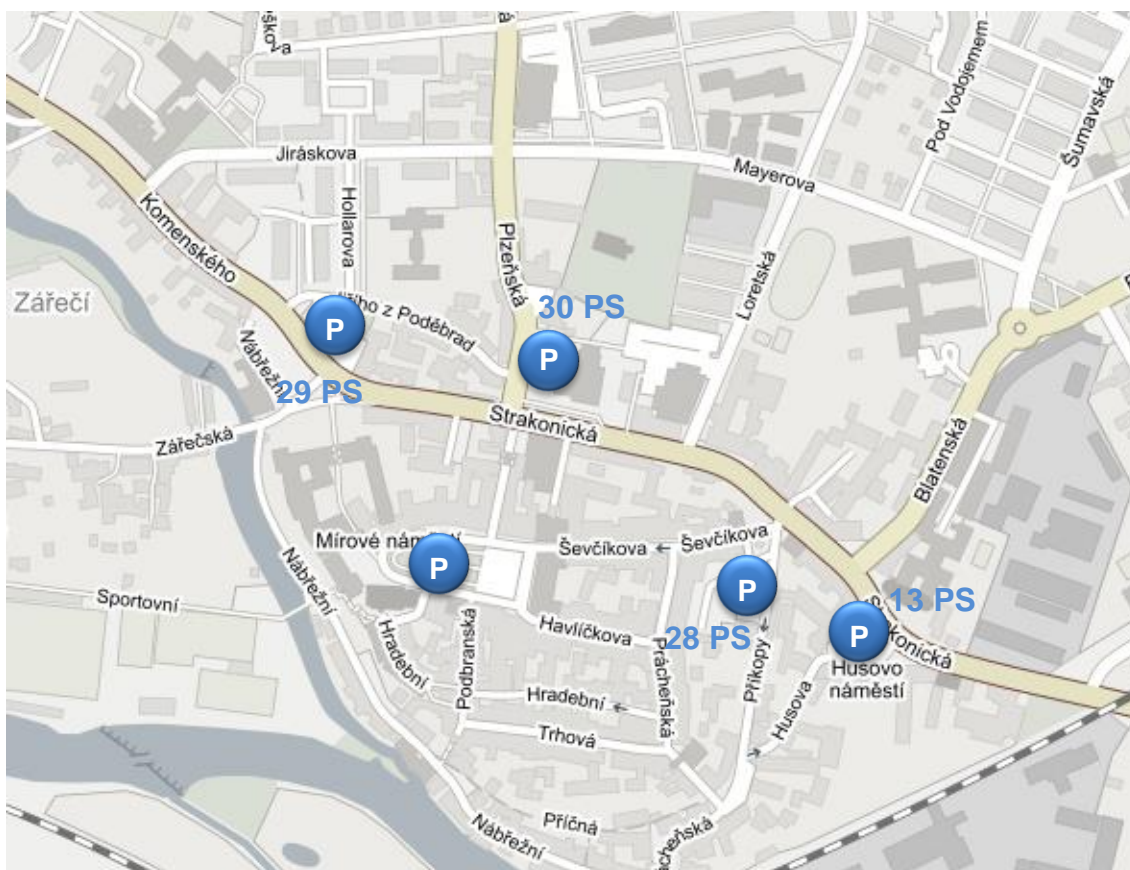 Jiráskova
Mayerova
Pod Vodojemem
Šumavská
Komenského
Hollarova
Plzeňská
Loretská
Zářečí
30 PS
z Poděbrad
P
P
Nábřežní
29 PS
Strakonická
Zářečská
Blatenská
Mírové náměstí
Ševčíkova
Ševčíkova
P
P
Nábřežní
Sportovní
13 PS
P
Havlíčkova
28 PS
Hradební
Podbranská
Prácheňská
Příkopy
Husova
Husovo
náměstí
Hradební
Trhová
Příčná
Nábřežní